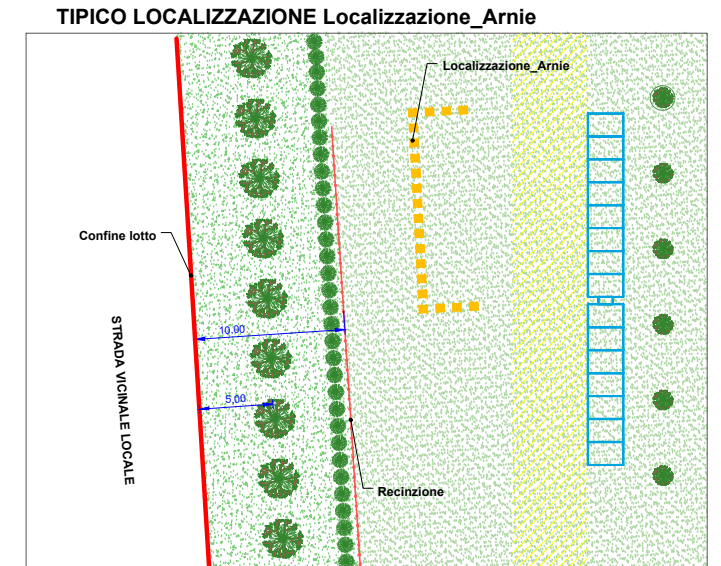 TIPICO LOCALIZZAZIONE Localizzazione_Arnie
Localizzazione_Arnie
Confine lotto
STRADA VICINALE LOCALE
10,00
5,00
Recinzione